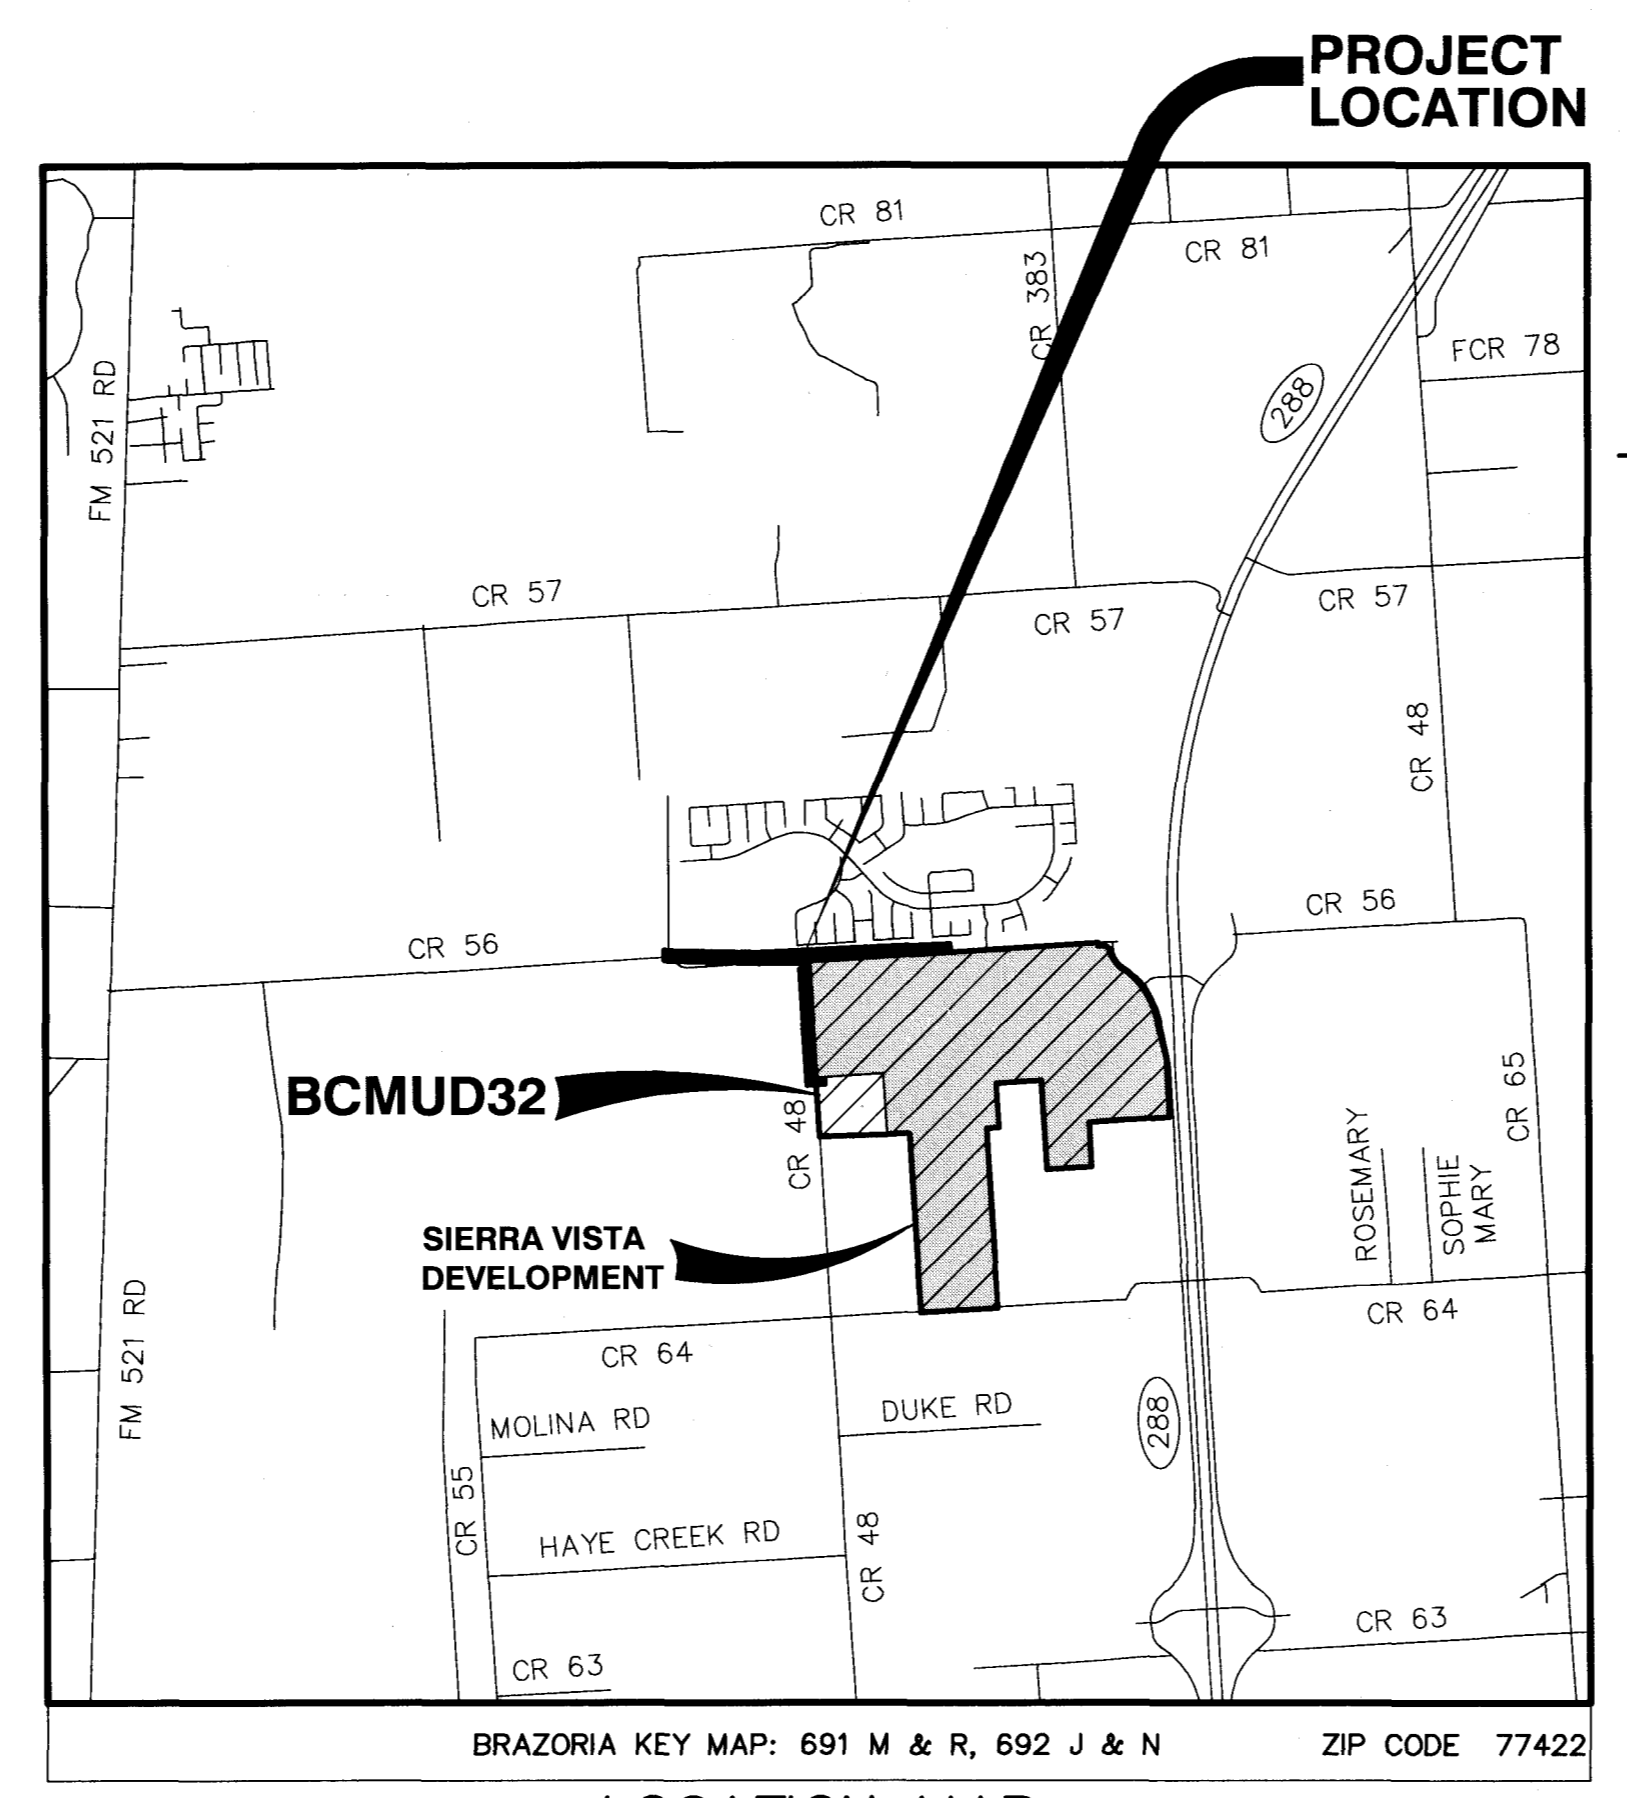 PROJECT
LOCATION
CR 81
CR 81
CR 383
FCR 78
288
FM 521 RD
CR 57
CR 57
CR 57
CR 48
CR 56
CR 56
BCMUD32
CR 48
CR 65
ROSEMARY
SOPHIE
MARY
SIERRA VISTA
DEVELOPMENT
FM 521 RD
CR 64
CR 64
MOLINA RD
DUKE RD
288
CR 55
HAYE CREEK RD
CR 48
CR 63
CR 63
BRAZORIA KEY MAP: 691 M & R, 692 J & N
ZIP CODE 77422